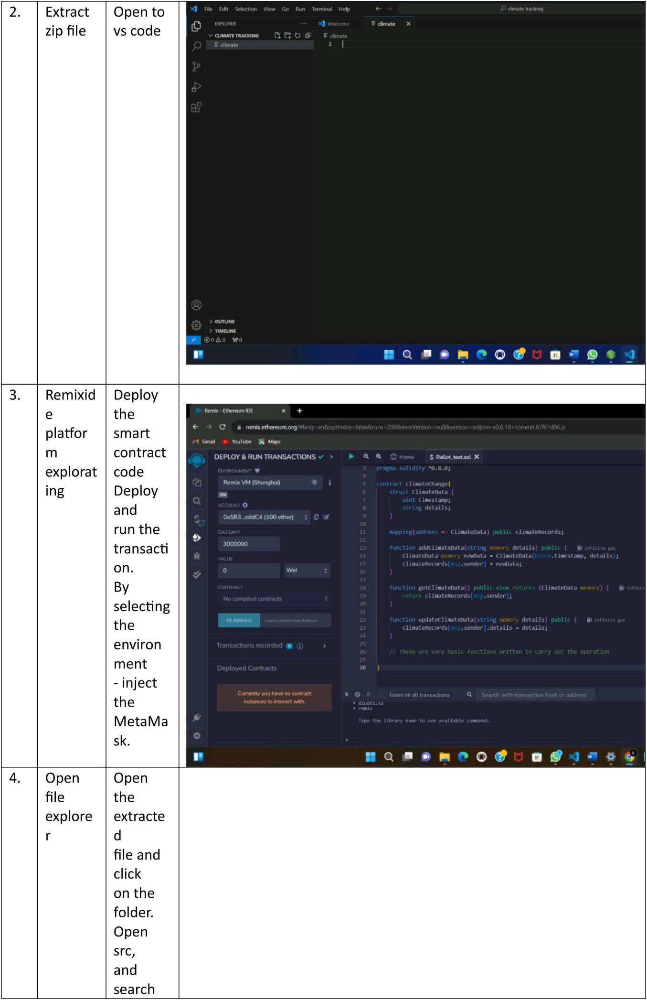 2.
Extract
zip file
Open to
vs code
File Edit Selection View Go Run Terminal Help
climate tracking
EXPLORER
Welcome
climate
CLIMATE TRACKING
climate
climate
1
OUTLINE
TIMELINE
0 0 0
3.
Remixid
e
platfor
m
explorat
ing
Deploy
the
smart
contract
code
Deploy
and
run the
transacti
on.
By
selecting
the
environ
ment
- inject
the
MetaMa
sk.
Remix - Ethereum IDE
remix.ethereum.org/#lang=en&optimize=false&runs=200&evmVersion=null&version=soljson-v0.8.18+commit.87f61d96.js
Gmail YouTube Maps
DEPLOY & RUN TRANSACTIONS
Home
Ballot_test.sol
ENVIRONMENT
Remix VM (Shanghai)
VM
ACCOUNT
0x5B3...eddC4 (100 ether)
GAS LIMIT
3000000
VALUE
0
Wei
CONTRACT
No compiled contracts
At Address
Load contract from Address
Transactions recorded 0
Deployed Contracts
Currently you have no contract
instances to interact with.
3 pragma solidity ^0.8.0;
4
5 contract climateChange{
6 struct ClimateData {
7 uint timestamp;
8 string details;
9 }
10
11 mapping(address => ClimateData) public climateRecords;
12
13 function addClimateData(string memory details) public { infinite gas
14 ClimateData memory newData = ClimateData(block.timestamp, details);
15 climateRecords[msg.sender] = newData;
16 }
17
18 function getClimateData() public view returns (ClimateData memory) { infinit
19 return climateRecords[msg.sender];
20 }
21
22 function updateClimateData(string memory details) public { infinite gas
23 climateRecords[msg.sender].details = details;
24 }
25
26 // These are very basic functions written to carry out the operation
27
28 }
0 listen on all transactions
Search with transaction hash or address
ethers.js
remix
Type the library name to see available commands.
>
4.
Open
file
explore
r
Open
the
extracte
d
file and
click
on the
folder.
Open
src,
and
search